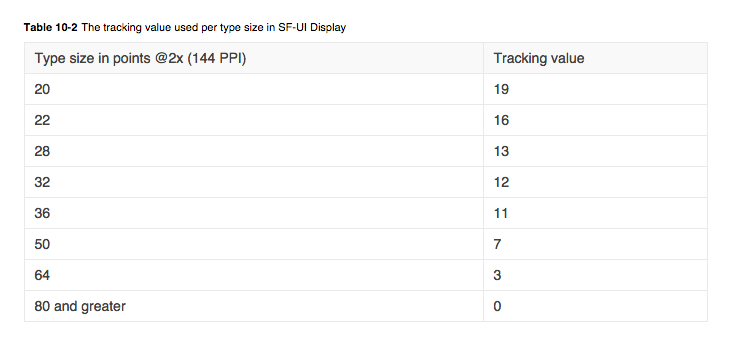 Table 10-2 The tracking value used per type size in SF-UI Display
Type size in points @2x (144 PPI) Tracking value
20 19
22 16
28 13
32 12
36 11
50 7
64 3
80 and greater 0